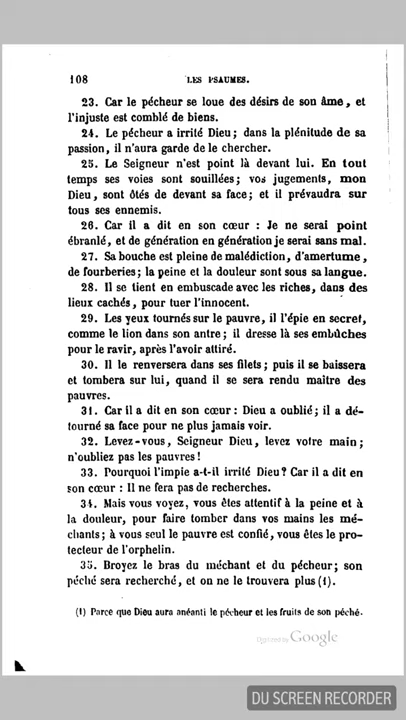 108 LES PSAUMES.
23. Car le pécheur se loue des désirs de son âme, et
l'injuste est comblé de biens.
24. Le pécheur a irrité Dieu; dans la plénitude de sa
passion, il n'aura garde de le chercher.
25. Le Seigneur n'est point là devant lui. En tout
temps ses voies sont souillées; vos jugements, mon
Dieu, sont ôtés de devant sa face; et il prévaudra sur
tous ses ennemis.
26. Car il a dit en son cœur : Je ne serai point
ébranlé, et de génération en génération je serai sans mal.
27. Sa bouche est pleine de malédiction, d'amertume,
de fourberies; la peine et la douleur sont sous sa langue.
28. Il se tient en embuscade avec les riches, dans des
lieux cachés, pour tuer l'innocent.
29. Les yeux tournés sur le pauvre, il l'épie en secret,
comme le lion dans son antre; il dresse là ses embûches
pour le ravir, après l'avoir attiré.
30. Il le renversera dans ses filets; puis il se baissera
et tombera sur lui, quand il se sera rendu maître des
pauvres.
31. Car il a dit en son cœur : Dieu a oublié; il a dé-
tourné sa face pour ne plus jamais voir.
32. Levez-vous, Seigneur Dieu, levez votre main;
n'oubliez pas les pauvres!
33. Pourquoi l'impie a-t-il irrité Dieu? Car il a dit en
son cœur : Il ne fera pas de recherches.
34. Mais vous voyez, vous êtes attentif à la peine et à
la douleur, pour faire tomber dans vos mains les mé-
chants; à vous seul le pauvre est confié, vous êtes le pro-
tecteur de l'orphelin.
35. Broyez le bras du méchant et du pécheur; son
péché sera recherché, et on ne le trouvera plus (1).
(1) Parce que Dieu aura anéanti le pécheur et les fruits de son péché.
Digitized by Google
DU SCREEN RECORDER